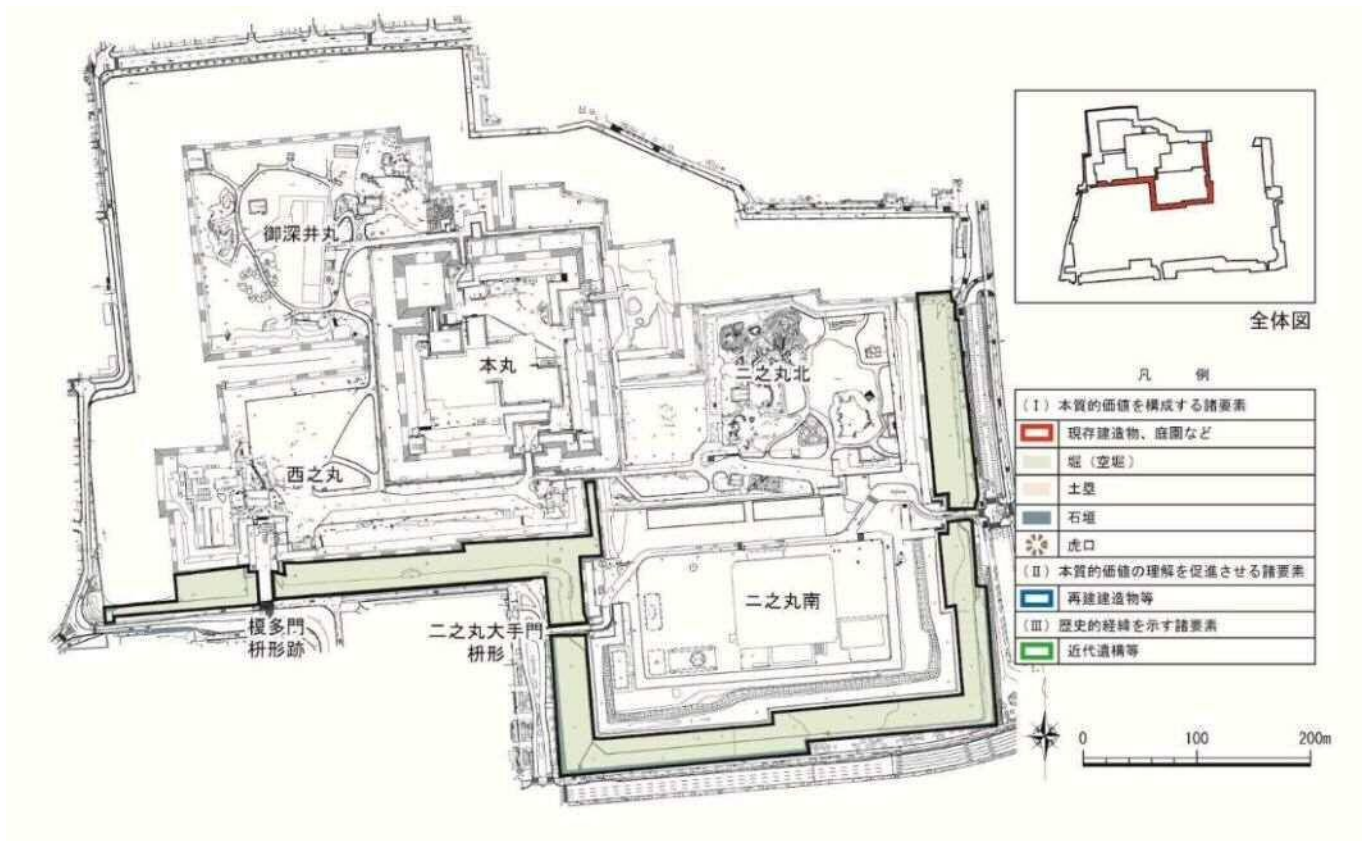 御深井丸
本丸
二之丸北
西之丸
二之丸南
榎多門
枡形跡
二之丸大手門
枡形
全体図
凡 例
(Ⅰ) 本質的価値を構成する諸要素
現存建造物、庭園など
堀(空堀)
土塁
石垣
虎口
(Ⅱ) 本質的価値の理解を促進させる諸要素
再建建造物等
(Ⅲ) 歴史的経緯を示す諸要素
近代遺構等
0 100 200m